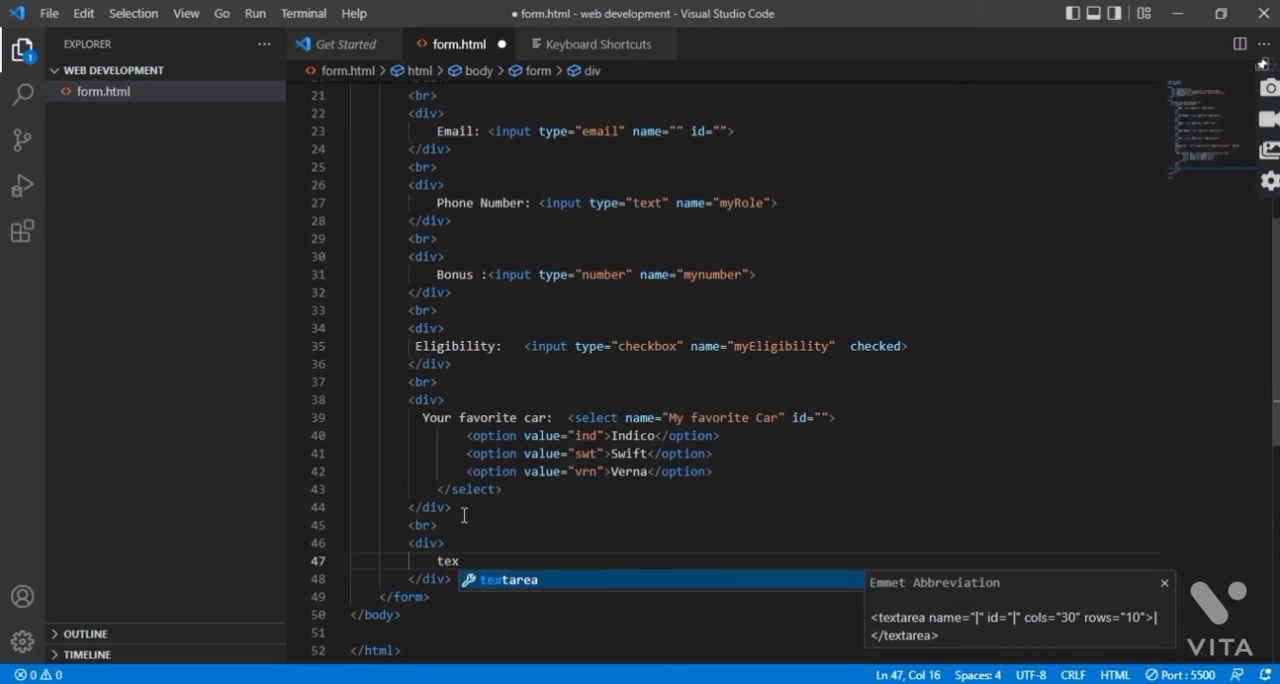 File Edit Selection View Go Run Terminal Help ● form.html - web development - Visual Studio Code
EXPLORER ... Get Started <> form.html ● Keyboard Shortcuts ...
WEB DEVELOPMENT <> form.html > html > body > form > div
1
<> form.html
21 <br>
22 <div>
23 Email: <input type="email" name="" id="">
24 </div>
25 <br>
26 <div>
27 Phone Number: <input type="text" name="myRole">
28 </div>
29 <br>
30 <div>
31 Bonus :<input type="number" name="mynumber">
32 </div>
33 <br>
34 <div>
35 Eligibility: <input type="checkbox" name="myEligibility" checked>
36 </div>
37 <br>
38 <div>
39 Your favorite car: <select name="My favorite Car" id="">
40 <option value="ind">Indico</option>
41 <option value="swt">Swift</option>
42 <option value="vrn">Verna</option>
43 </select>
44 </div>
45 <br>
46 <div>
47 tex
48 </div> textarea Emmet Abbreviation
49 </form>
50 </body> <textarea name="|" id="|" cols="30" rows="10">|
51 </textarea>
52 </html>
OUTLINE
TIMELINE
VITA
0 0 Ln 47, Col 16 Spaces: 4 UTF-8 CRLF HTML Port : 5500